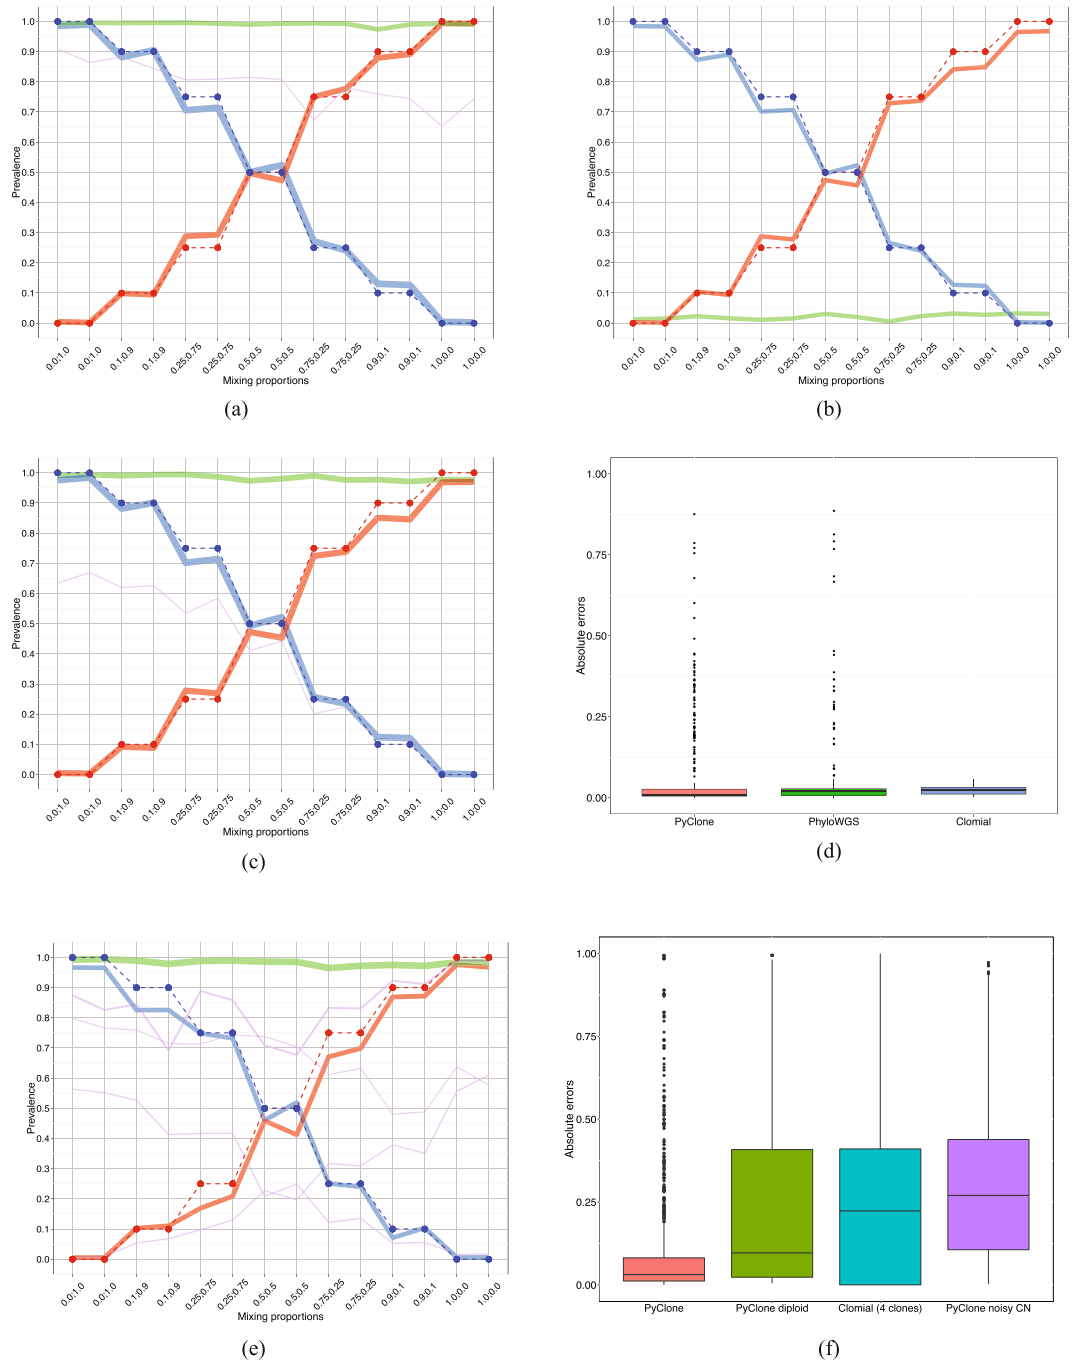 1.0
0.9
0.8
0.7
0.6
0.5
0.4
0.3
0.2
0.1
0.0
Prevalence
0.0;1.0 0.0;1.0 0.1;0.9 0.1;0.9 0.25;0.75 0.25;0.75 0.5;0.5 0.5;0.5 0.75;0.25 0.75;0.25 0.9;0.1 0.9;0.1 1.0;0.0 1.0;0.0
Mixing proportions
(a)
1.0
0.9
0.8
0.7
0.6
0.5
0.4
0.3
0.2
0.1
0.0
Prevalence
0.0;1.0 0.0;1.0 0.1;0.9 0.1;0.9 0.25;0.75 0.25;0.75 0.5;0.5 0.5;0.5 0.75;0.25 0.75;0.25 0.9;0.1 0.9;0.1 1.0;0.0 1.0;0.0
Mixing proportions
(b)
1.0
0.9
0.8
0.7
0.6
0.5
0.4
0.3
0.2
0.1
0.0
Prevalence
0.0;1.0 0.0;1.0 0.1;0.9 0.1;0.9 0.25;0.75 0.25;0.75 0.5;0.5 0.5;0.5 0.75;0.25 0.75;0.25 0.9;0.1 0.9;0.1 1.0;0.0 1.0;0.0
Mixing proportions
(c)
1.00
0.75
0.50
0.25
0.00
Absolute errors
PyClone PhyloWGS Clomial
(d)
1.0
0.9
0.8
0.7
0.6
0.5
0.4
0.3
0.2
0.1
0.0
Prevalence
0.0;1.0 0.0;1.0 0.1;0.9 0.1;0.9 0.25;0.75 0.25;0.75 0.5;0.5 0.5;0.5 0.75;0.25 0.75;0.25 0.9;0.1 0.9;0.1 1.0;0.0 1.0;0.0
Mixing proportions
(e)
1.00
0.75
0.50
0.25
0.00
Absolute errors
PyClone PyClone diploid Clomial (4 clones) PyClone noisy CN
(f)